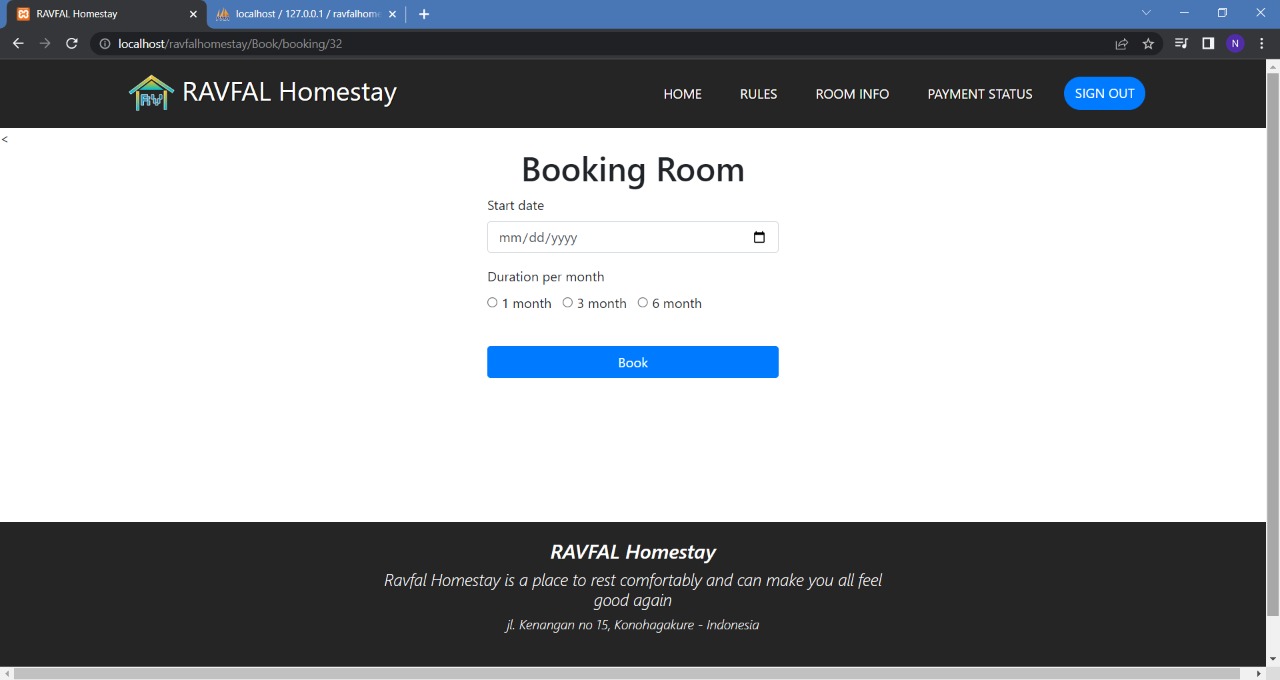 RAVFAL Homestay
localhost / 127.0.0.1 / ravfalhome
localhost/ravfalhomestay/Book/booking/32
N
RV RAVFAL Homestay
HOME RULES ROOM INFO PAYMENT STATUS SIGN OUT
<
Booking Room
Start date
mm/dd/yyyy
Duration per month
1 month 3 month 6 month
Book
RAVFAL Homestay
Ravfal Homestay is a place to rest comfortably and can make you all feel
good again
jl. Kenangan no 15, Konohagakure - Indonesia